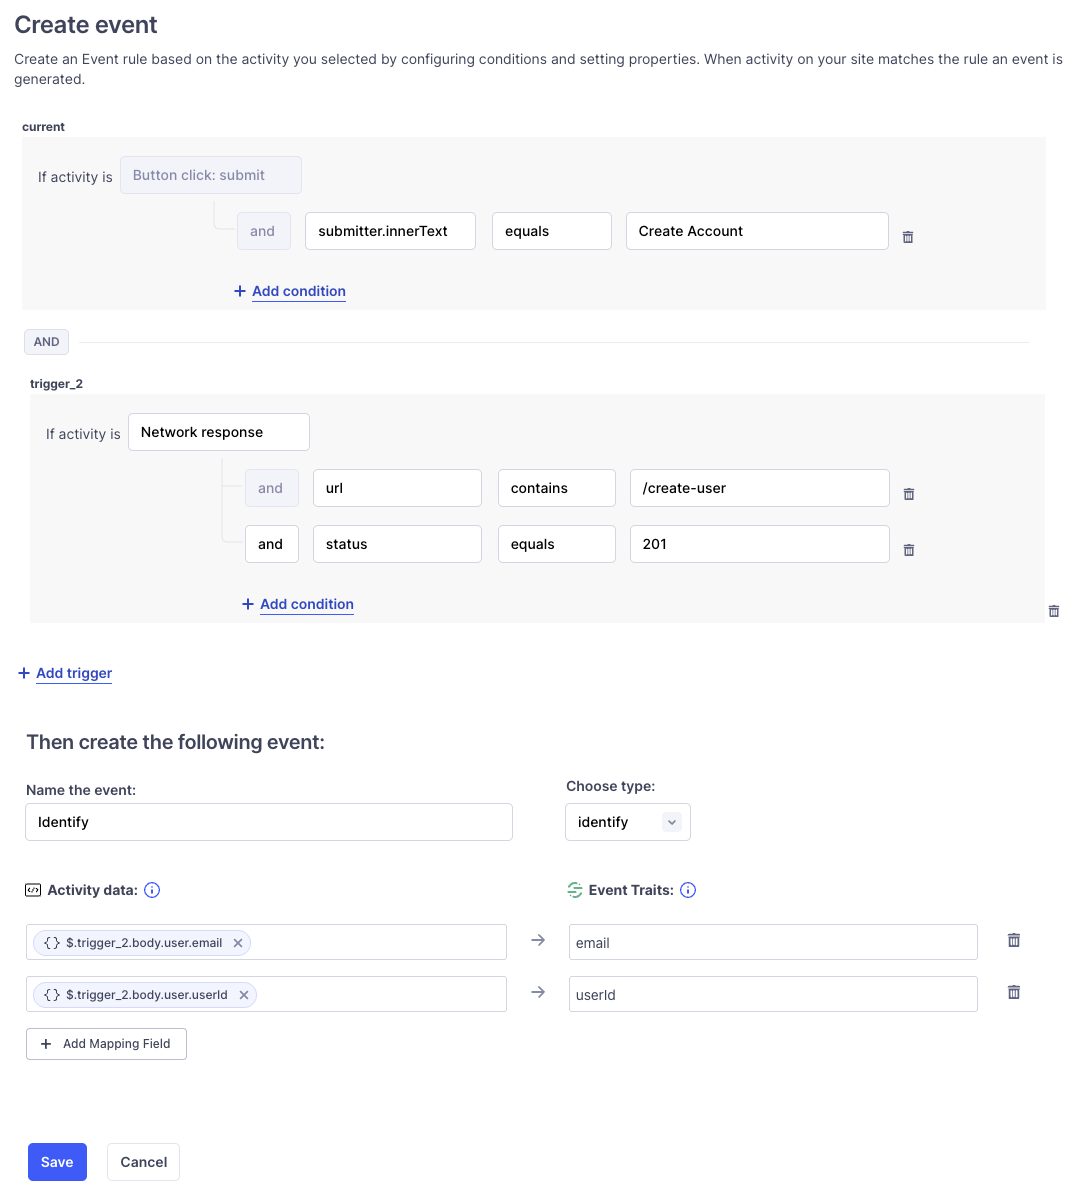 Create event
Create an Event rule based on the activity you selected by configuring conditions and setting properties. When activity on your site matches the rule an event is
generated.
current
If activity is Button click: submit
and submitter.innerText equals Create Account
+ Add condition
AND
trigger_2
If activity is Network response
and url contains /create-user
and status equals 201
+ Add condition
+ Add trigger
Then create the following event:
Name the event: Choose type:
Identify identify
Activity data: Event Traits:
{} $.trigger_2.body.user.email × → email
{} $.trigger_2.body.user.userId × → userId
+ Add Mapping Field
Save Cancel